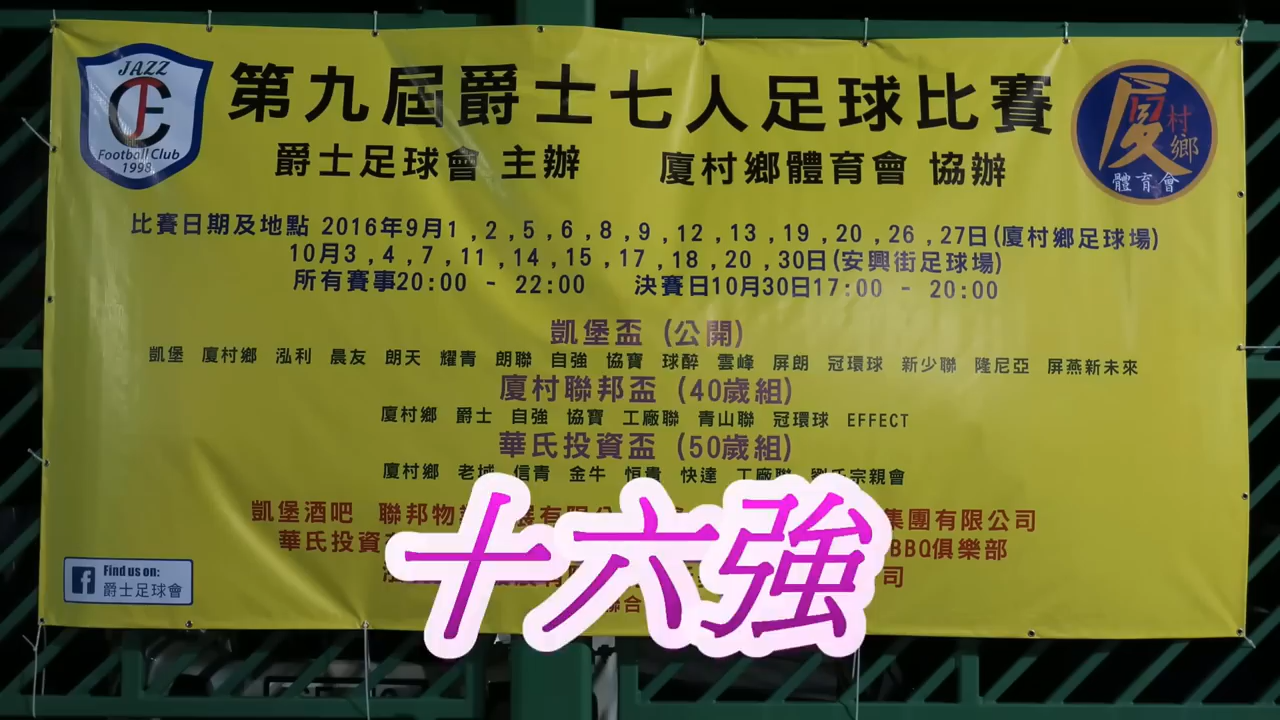 JAZZ
JFC
Football Club
1998
第九屆爵士七人足球比賽
廈村鄉
體育會
爵士足球會 主辦 廈村鄉體育會 協辦
比賽日期及地點 2016年9月1 ,2 ,5 ,6 ,8 ,9 ,12 ,13 ,19 ,20 ,26 ,27日(廈村鄉足球場)
10月3 ,4 ,7 ,11 ,14 ,15 ,17 ,18 ,20 ,30日(安興街足球場)
所有賽事20:00 - 22:00 決賽日10月30日17:00 - 20:00
凱堡盃 (公開)
凱堡 廈村鄉 泓利 晨友 朗天 耀青 朗聯 自強 協寶 球醉 雲峰 屏朗 冠環球 新少聯 隆尼亞 屏燕新未來
廈村聯邦盃 (40歲組)
廈村鄉 爵士 自強 協寶 工廠聯 青山聯 冠環球 EFFECT
華氏投資盃 (50歲組)
廈村鄉 老域 信青 金牛 恒貴 快達 工廠聯 劉氏宗親會
凱堡酒吧 聯邦物 展有限公 集團有限公司
華氏投資 BBQ俱樂部
司
聯合
十六強
Find us on:
爵士足球會